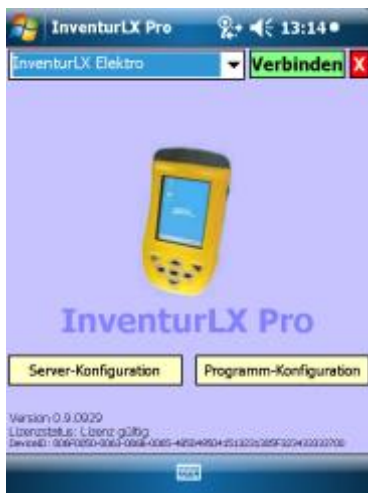 InventurLX Pro 13:14
InventurLX Elektro Verbinden X
InventurLX Pro
Server-Konfiguration Programm-Konfiguration
Version 0.9.0929
Lizenzstatus: Lizenz gültig
DeviceID: